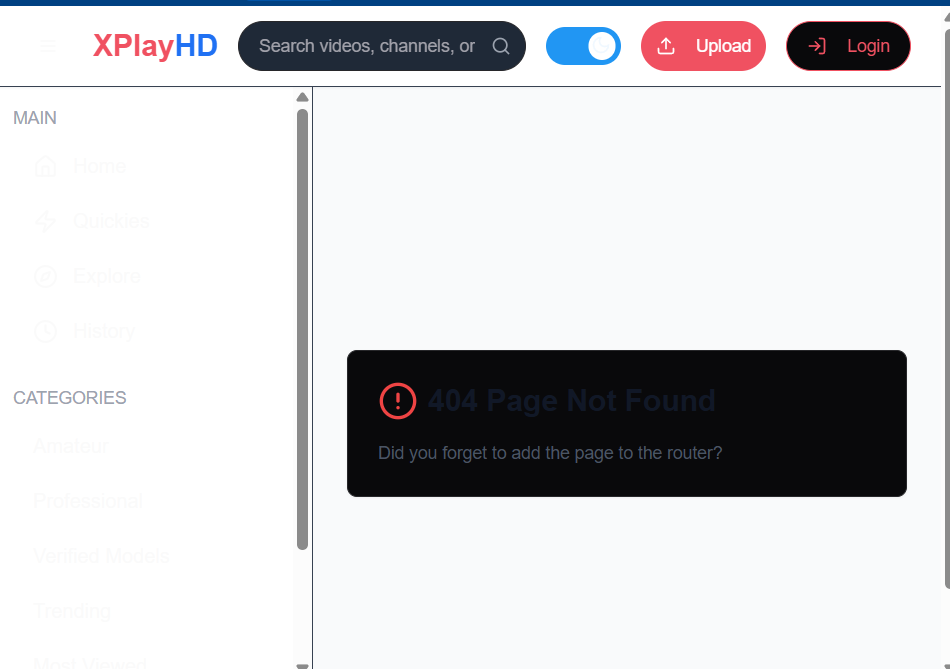 XPlayHD
Search videos, channels, or
Upload
Login
MAIN
Home
Quickies
Explore
History
CATEGORIES
Amateur
Professional
Verified Models
Trending
Most Viewed
404 Page Not Found
Did you forget to add the page to the router?